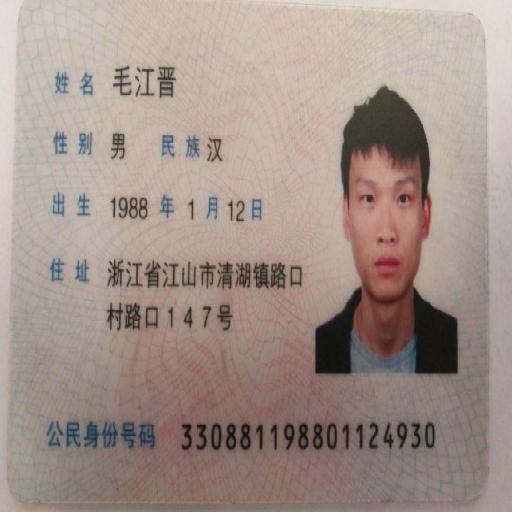 姓名 毛江晋
性别 男 民族 汉
出生 1988 年 1 月 12 日
住址 浙江省江山市清湖镇路口
村路口147号
公民身份号码 330881198801124930